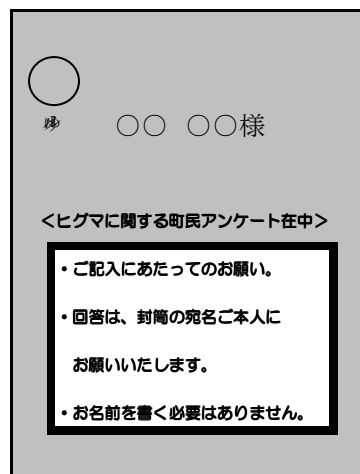 ○○ ○○様
＜ヒグマに関する町民アンケート在中＞
・ご記入にあたってのお願い。
・回答は、封筒の宛名ご本人に
お願いいたします。
・お名前を書く必要はありません。